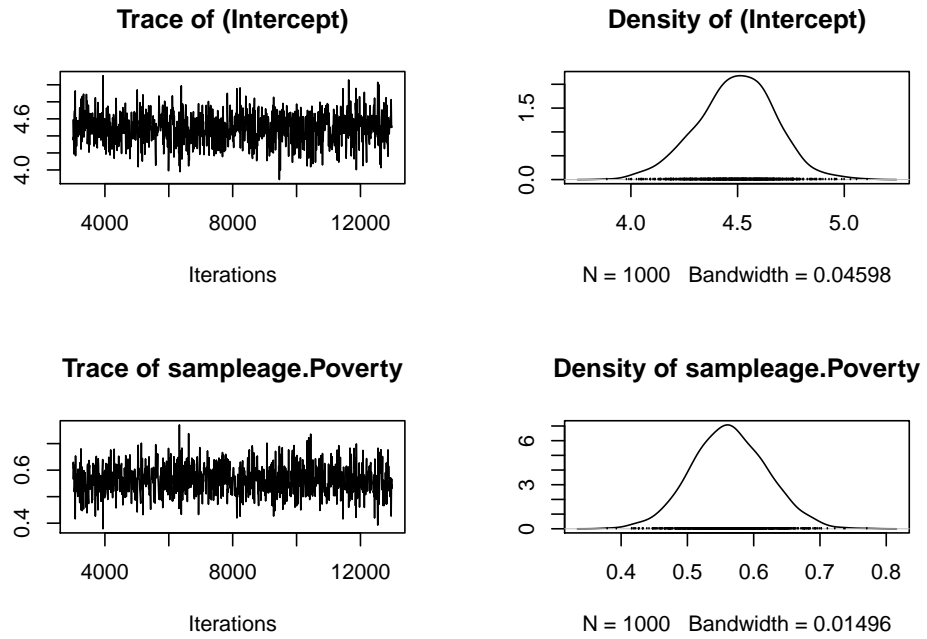 Trace of (Intercept)
4.0 4.6
4000 8000 12000
Iterations
Density of (Intercept)
0.0 1.5
4.0 4.5 5.0
N = 1000 Bandwidth = 0.04598
Trace of sampleage.Poverty
0.4 0.6
4000 8000 12000
Iterations
Density of sampleage.Poverty
0 3 6
0.4 0.5 0.6 0.7 0.8
N = 1000 Bandwidth = 0.01496